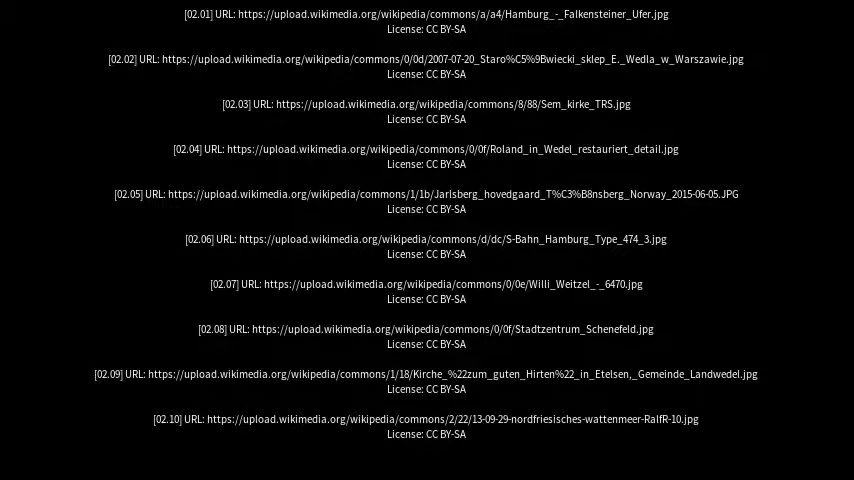 [02.01] URL: https://upload.wikimedia.org/wikipedia/commons/a/a4/Hamburg_-_Falkensteiner_Ufer.jpg
License: CC BY-SA
[02.02] URL: https://upload.wikimedia.org/wikipedia/commons/0/0d/2007-07-20_Staro%C5%9Bwiecki_sklep_E._Wedla_w_Warszawie.jpg
License: CC BY-SA
[02.03] URL: https://upload.wikimedia.org/wikipedia/commons/8/88/Sem_kirke_TRS.jpg
License: CC BY-SA
[02.04] URL: https://upload.wikimedia.org/wikipedia/commons/0/0f/Roland_in_Wedel_restauriert_detail.jpg
License: CC BY-SA
[02.05] URL: https://upload.wikimedia.org/wikipedia/commons/1/1b/Jarlsberg_hovedgaard_T%C3%B8nsberg_Norway_2015-06-05.JPG
License: CC BY-SA
[02.06] URL: https://upload.wikimedia.org/wikipedia/commons/d/dc/S-Bahn_Hamburg_Type_474_3.jpg
License: CC BY-SA
[02.07] URL: https://upload.wikimedia.org/wikipedia/commons/0/0e/Willi_Weitzel_-_6470.jpg
License: CC BY-SA
[02.08] URL: https://upload.wikimedia.org/wikipedia/commons/0/0f/Stadtzentrum_Schenefeld.jpg
License: CC BY-SA
[02.09] URL: https://upload.wikimedia.org/wikipedia/commons/1/18/Kirche_%22zum_guten_Hirten%22_in_Etelsen,_Gemeinde_Landwedel.jpg
License: CC BY-SA
[02.10] URL: https://upload.wikimedia.org/wikipedia/commons/2/22/13-09-29-nordfriesisches-wattenmeer-RalfR-10.jpg
License: CC BY-SA